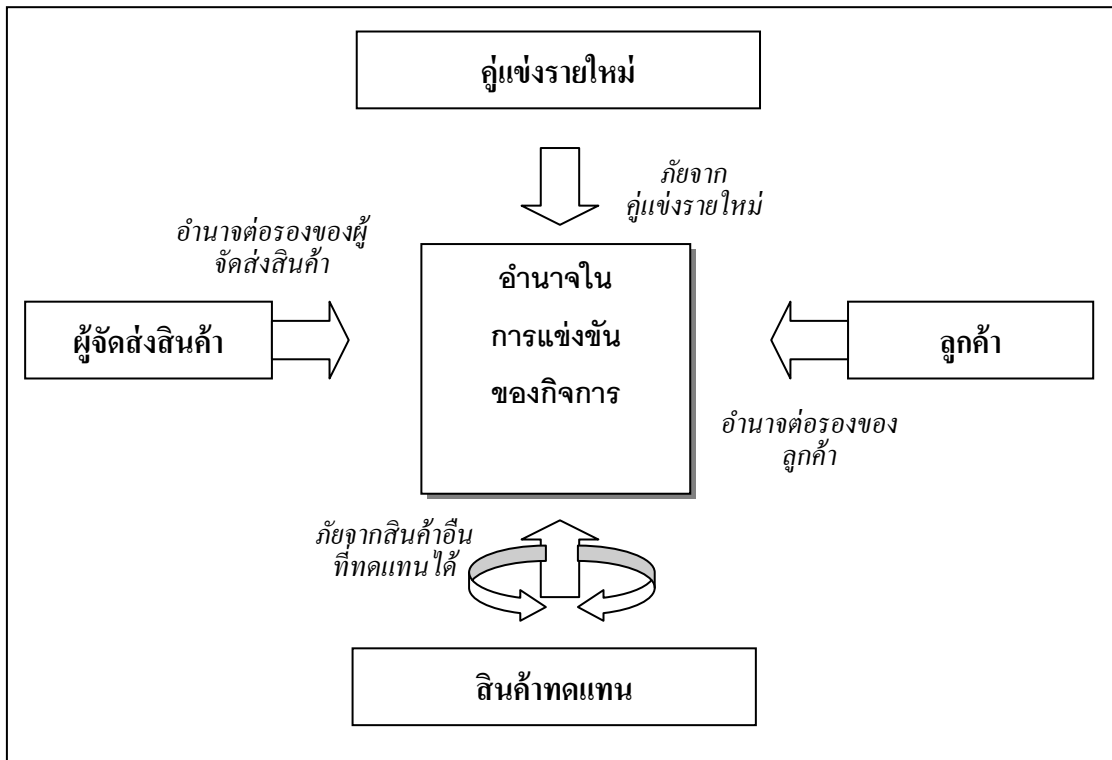 คู่แข่งรายใหม่
ภัยจาก
คู่แข่งรายใหม่
อำนาจต่อรองของผู้
จัดส่งสินค้า
อำนาจใน
การแข่งขัน
ของกิจการ
ผู้จัดส่งสินค้า
ลูกค้า
อำนาจต่อรองของ
ลูกค้า
ภัยจากสินค้าอื่น
ที่ทดแทนได้
สินค้าทดแทน